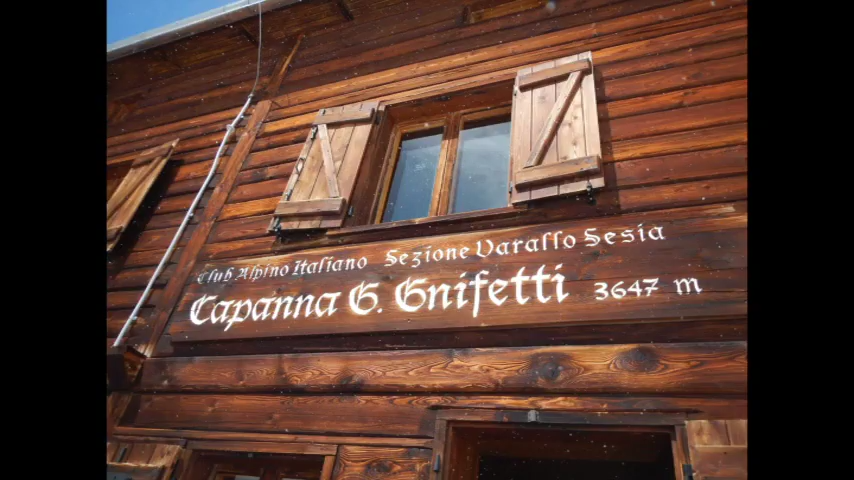 Club Alpino Italiano Sezione Varallo Sesia
Capanna G. Gnifetti 3647 m